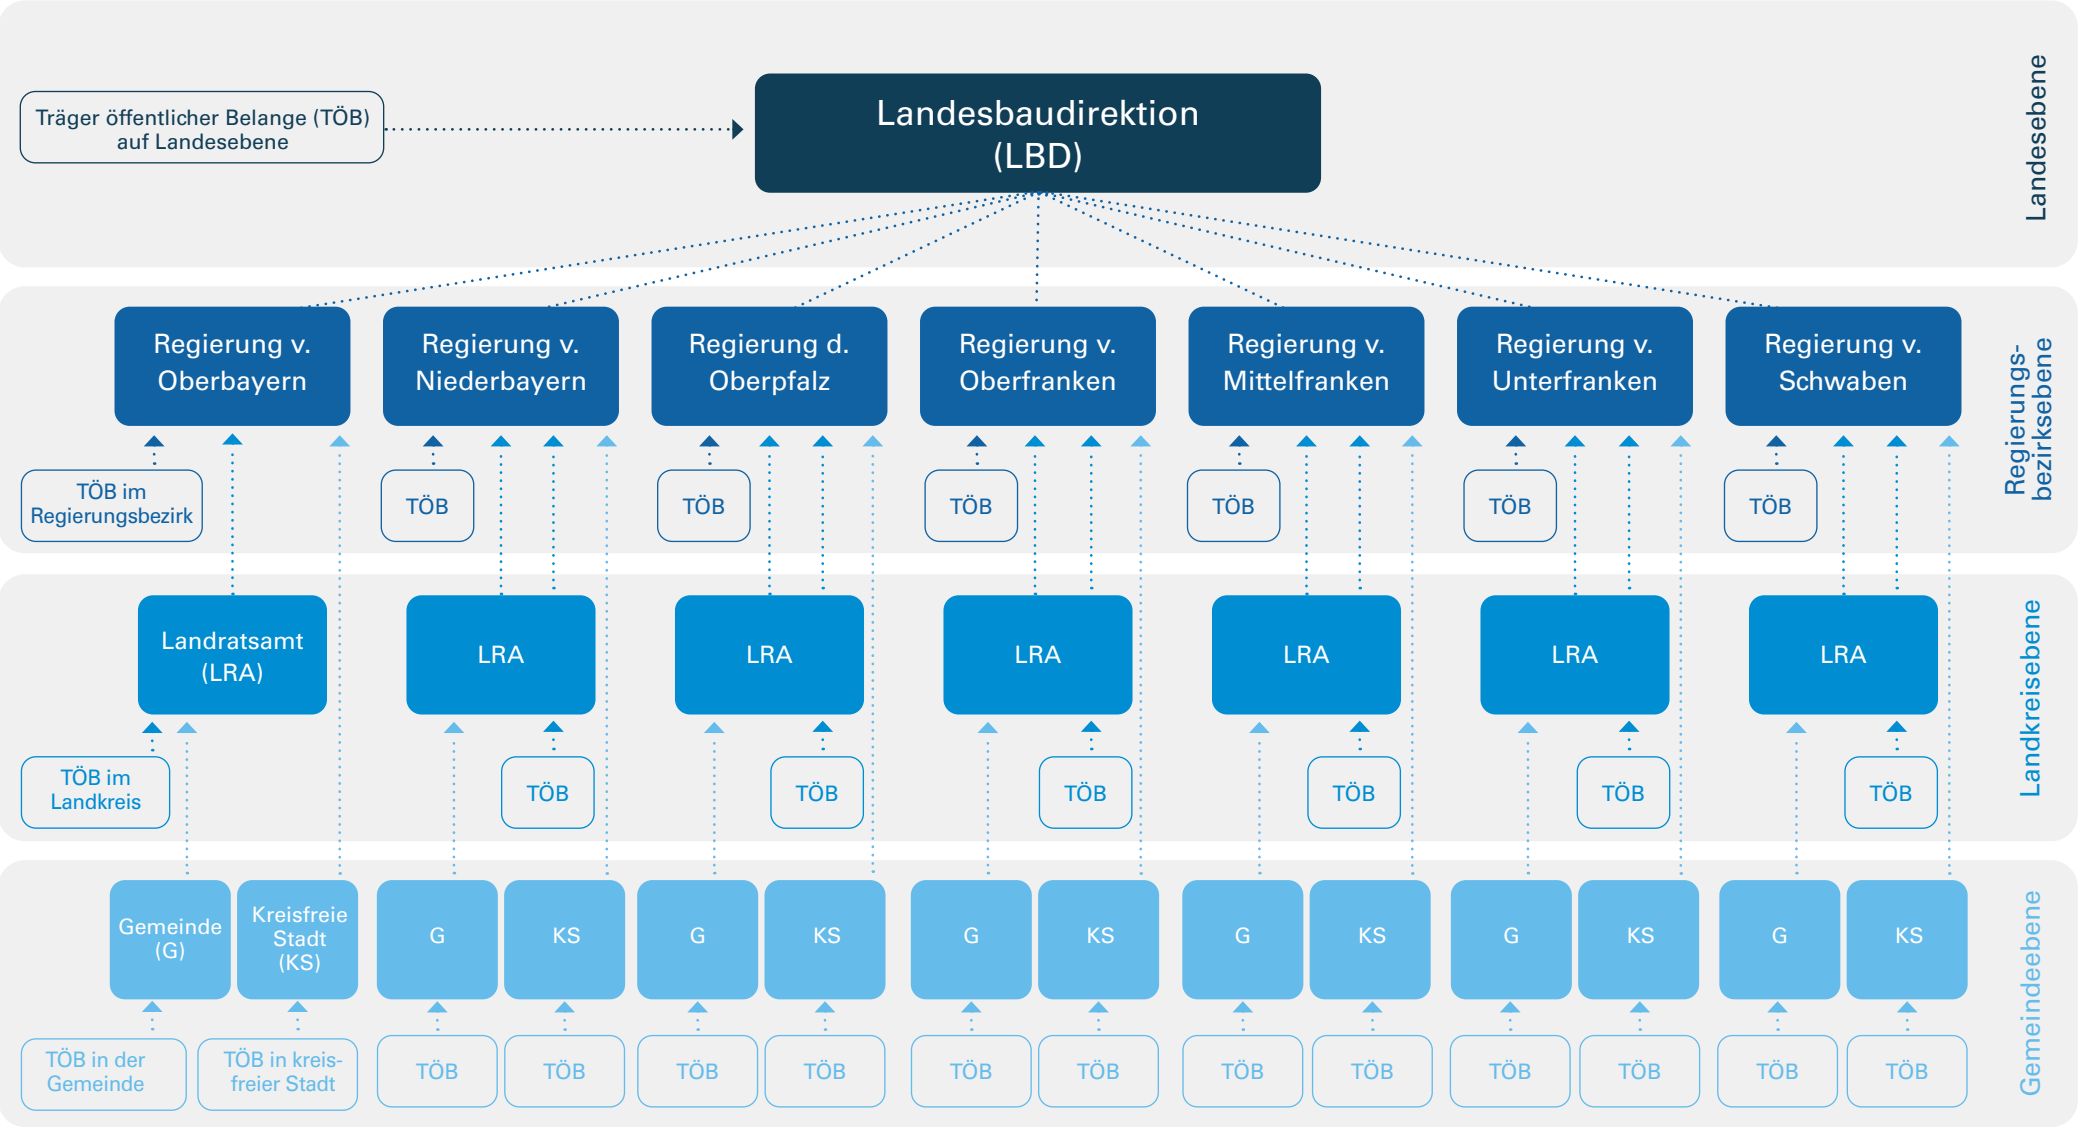 Träger öffentlicher Belange (TÖB)
auf Landesebene
Landesbaudirektion
(LBD)
Landesebene
Regierung v.
Oberbayern
Regierung v.
Niederbayern
Regierung d.
Oberpfalz
Regierung v.
Oberfranken
Regierung v.
Mittelfranken
Regierung v.
Unterfranken
Regierung v.
Schwaben
Regierungs-
bezirksebene
TÖB im
Regierungsbezirk
TÖB
TÖB
TÖB
TÖB
TÖB
TÖB
Landratsamt
(LRA)
LRA
LRA
LRA
LRA
LRA
LRA
Landkreisebene
TÖB im
Landkreis
TÖB
TÖB
TÖB
TÖB
TÖB
TÖB
Gemeinde
(G)
Kreisfreie
Stadt
(KS)
G
KS
G
KS
G
KS
G
KS
G
KS
G
KS
Gemeindeebene
TÖB in der
Gemeinde
TÖB in kreis-
freier Stadt
TÖB
TÖB
TÖB
TÖB
TÖB
TÖB
TÖB
TÖB
TÖB
TÖB
TÖB
TÖB